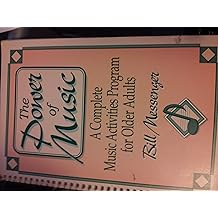 The
Power
of
Music
A Complete
Music Activities Program
for Older Adults
Bill Messenger